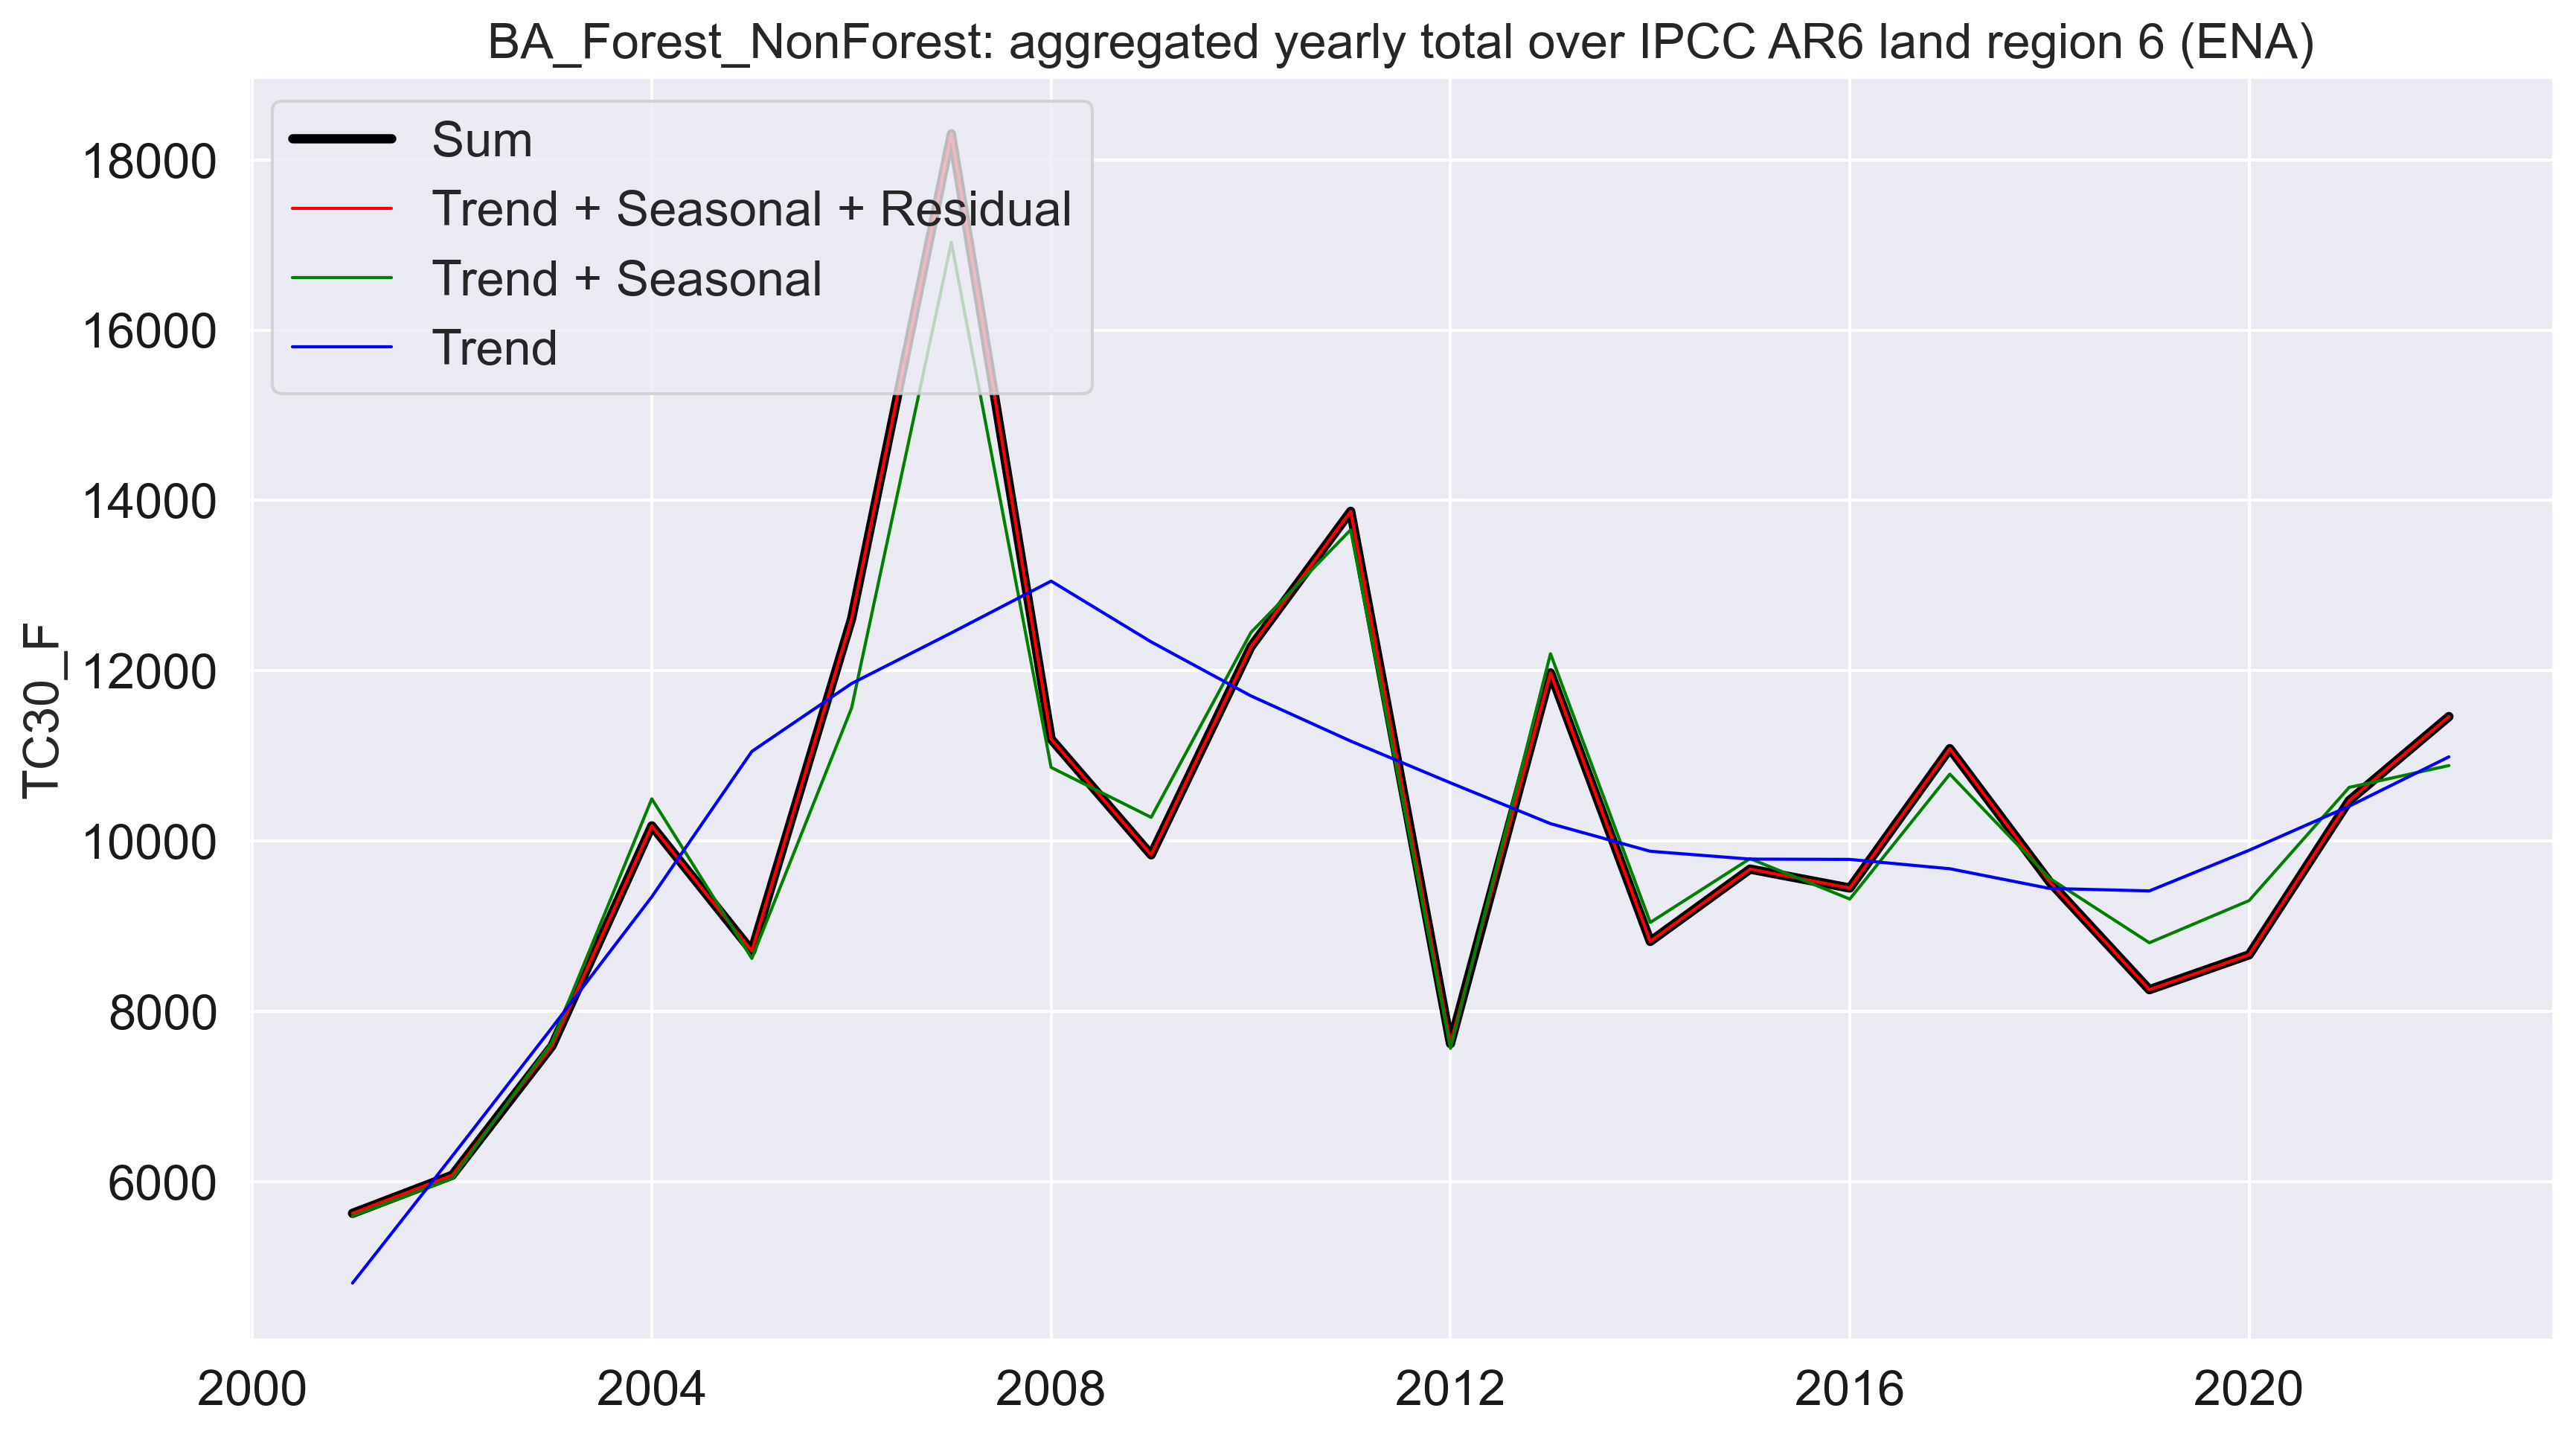 BA_Forest_NonForest: aggregated yearly total over IPCC AR6 land region 6 (ENA)
Sum
Trend + Seasonal + Residual
Trend + Seasonal
Trend
TC30_F
18000
16000
14000
12000
10000
8000
6000
2000 2004 2008 2012 2016 2020